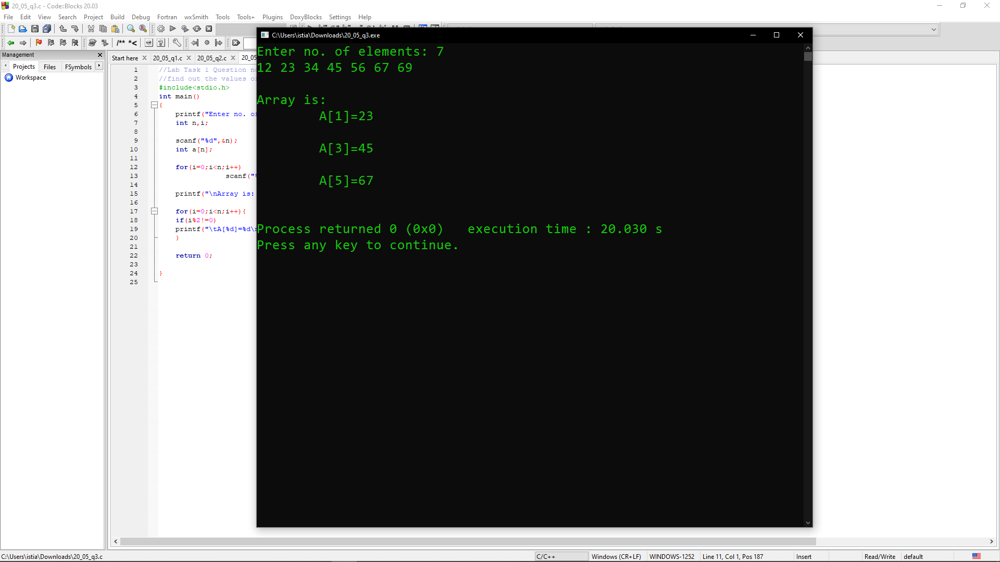 20_05_q3.c - Code::Blocks 20.03
File Edit View Search Project Build Debug Fortran wxSmith Tools Tools+ Plugins DoxyBlocks Settings Help
/** *<
Management
Projects Files FSymbols
Workspace
Start here 20_05_q1.c 20_05_q2.c 20_05
1 //Lab Task 1 Question
2 //find out the values
3 #include<stdio.h>
4 int main()
5 {
6 printf("Enter no.
7 int n,i;
8
9 scanf("%d",&n);
10 int a[n];
11
12 for(i=0;i<n;i++)
13 scanf("
14
15 printf("\nArray is:
16
17 for(i=0;i<n;i++){
18 if(i%2!=0)
19 printf("\tA[%d]=%d\
20 }
21
22 return 0;
23
24 }
25
C:\Users\istia\Downloads\20_05_q3.exe
Enter no. of elements: 7
12 23 34 45 56 67 69
Array is:
A[1]=23
A[3]=45
A[5]=67
Process returned 0 (0x0) execution time : 20.030 s
Press any key to continue.
C:\Users\istia\Downloads\20_05_q3.c C/C++ Windows (CR+LF) WINDOWS-1252 Line 11, Col 1, Pos 187 Insert Read/Write default